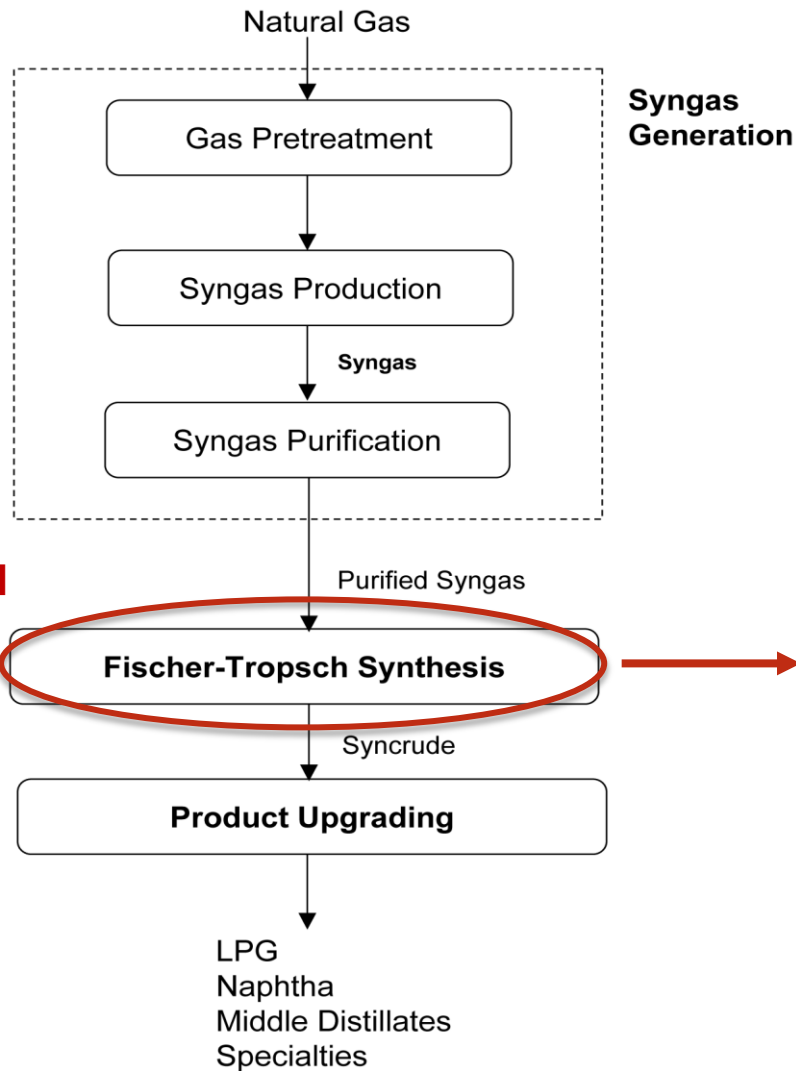 Natural Gas
Syngas
Generation
Gas Pretreatment
Syngas Production
Syngas
Syngas Purification
Purified Syngas
Fischer-Tropsch Synthesis
Syncrude
Product Upgrading
LPG
Naphtha
Middle Distillates
Specialties